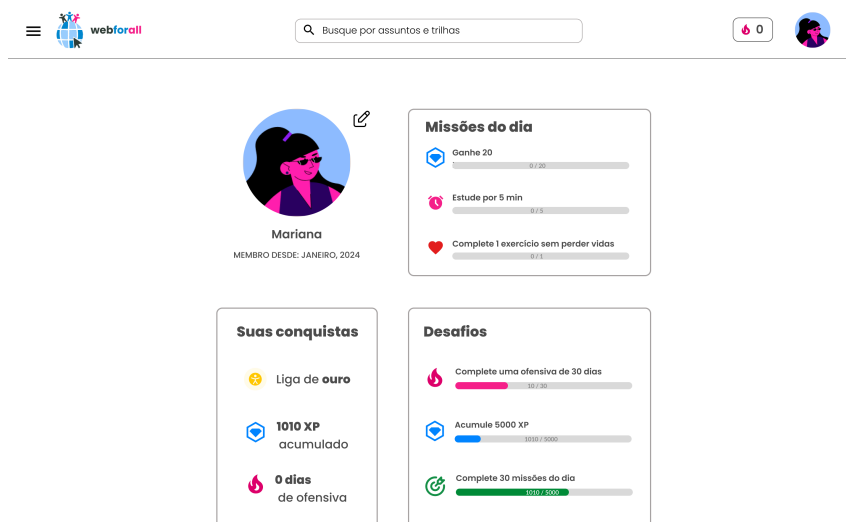 webforall
Busque por assuntos e trilhas
0
Mariana
MEMBRO DESDE: JANEIRO, 2024
Missões do dia
Ganhe 20
0 / 20
Estude por 5 min
0 / 5
Complete 1 exercício sem perder vidas
0 / 1
Suas conquistas
Liga de ouro
1010 XP
acumulado
0 dias
de ofensiva
Desafios
Complete uma ofensiva de 30 dias
10 / 30
Acumule 5000 XP
1010 / 5000
Complete 30 missões do dia
1010 / 5000